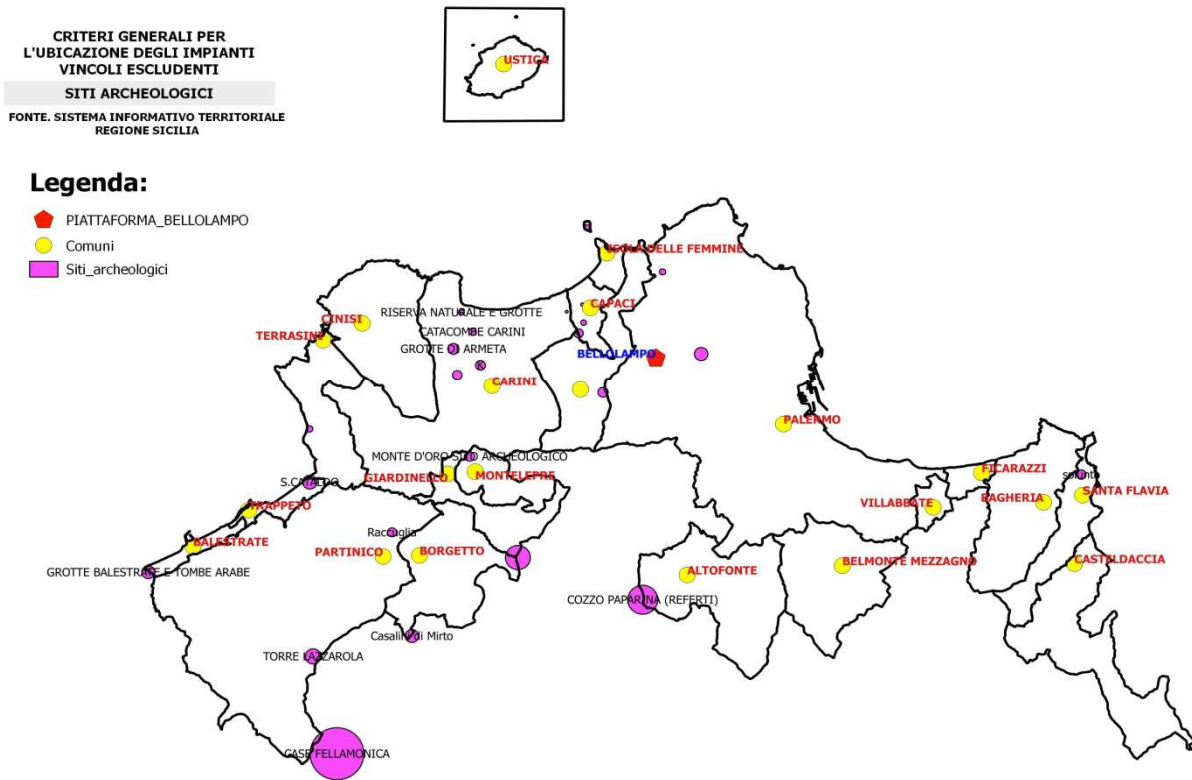 CRITERI GENERALI PER
L'UBICAZIONE DEGLI IMPIANTI
VINCOLI ESCLUDENTI
SITI ARCHEOLOGICI
FONTE. SISTEMA INFORMATIVO TERRITORIALE
REGIONE SICILIA
USTICA
Legenda:
PIATTAFORMA_BELLOLAMPO
Comuni
Siti_archeologici
ISOLA DELLE FEMMINE
CAPACI
RISERVA NATURALE E GROTTE
CINISI
CATACOMBE CARINI
TERRASINI
GROTTE DI ARMETA
BELLOLAMPO
K
CARINI
PALERMO
MONTE D'ORO SITO ARCHEOLOGICO
GIARDINELLO
MONTELEPRE
FICARAZZI
solunto
S.CATALDO
SANTA FLAVIA
BAGHERIA
VILLABBATE
TRAPPETO
Raccuglia
BALESTRATE
PARTINICO
BORGETTO
BELMONTE MEZZAGNO
CASTELDACCIA
GROTTE BALESTRATE E TOMBE ARABE
ALTOFONTE
COZZO PAPARINA (REFERTI)
Casalini di Mirto
TORRE LAZZAROLA
CASE FELLAMONICA